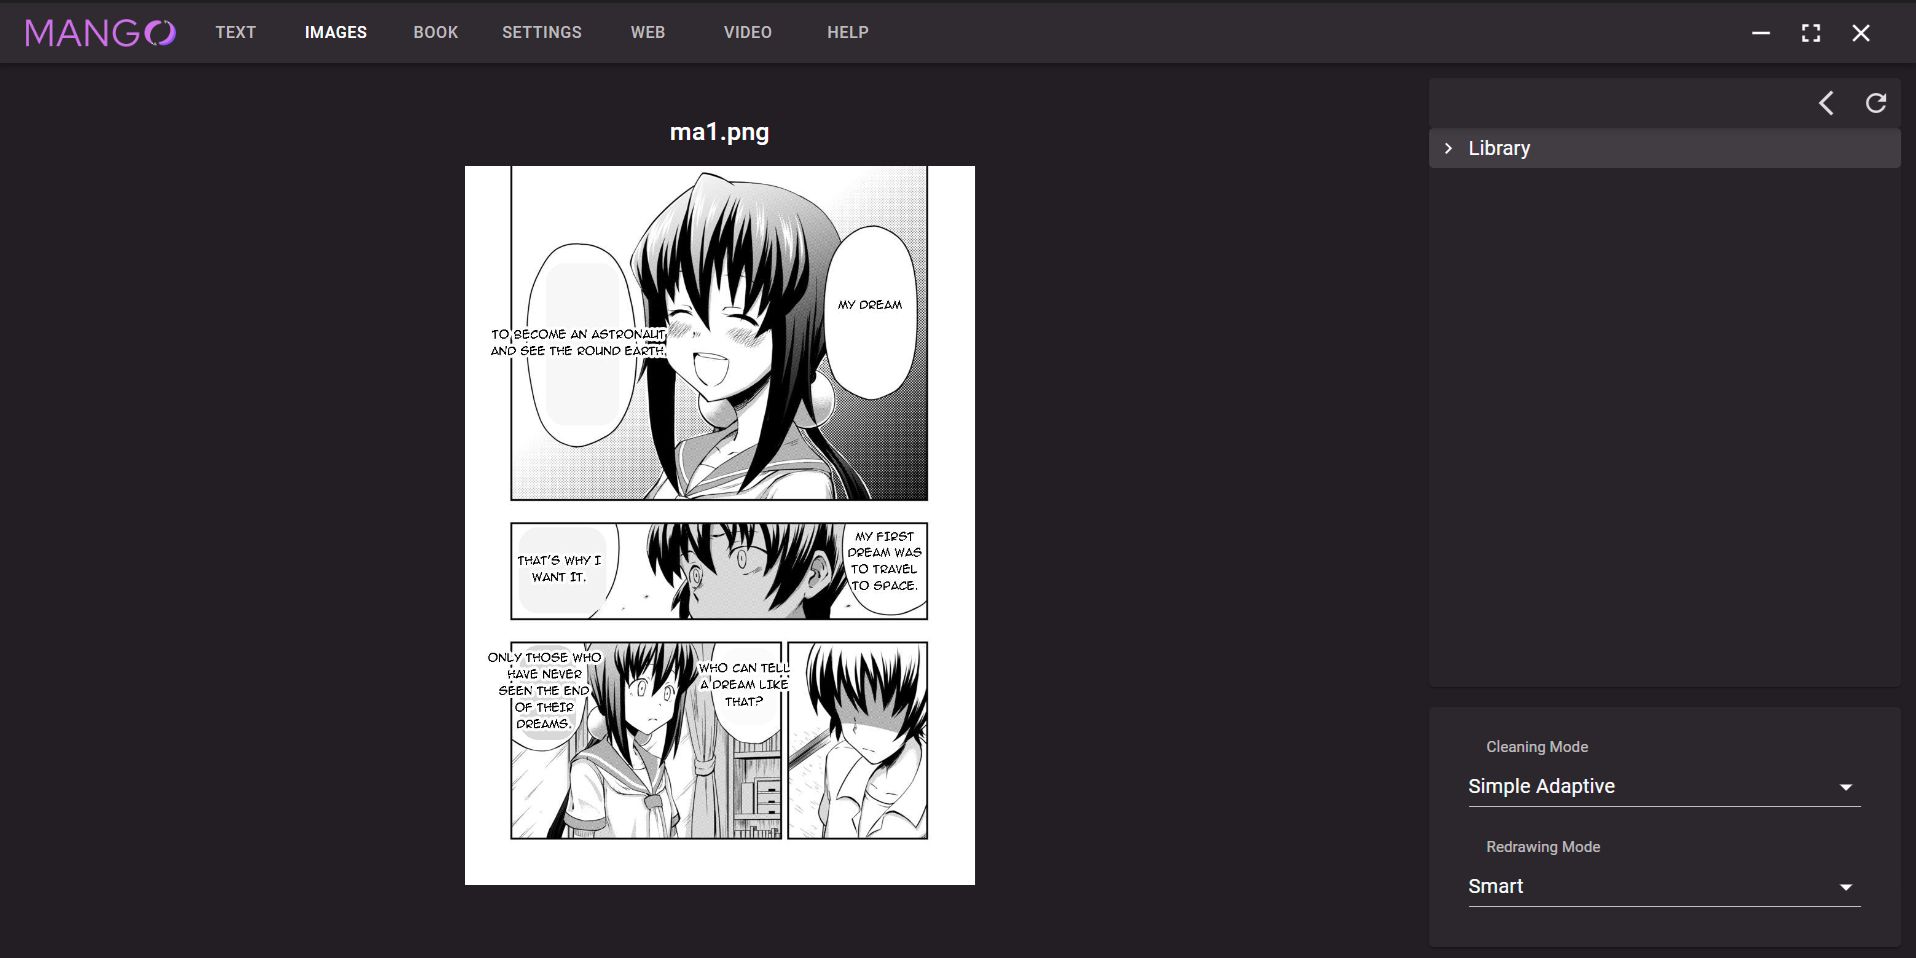 MANGO
TEXT
IMAGES
BOOK
SETTINGS
WEB
VIDEO
HELP
ma1.png
MY DREAM
TO BECOME AN ASTRONAUT
AND SEE THE ROUND EARTH.
MY FIRST
DREAM WAS
TO TRAVEL
TO SPACE.
THAT'S WHY I
WANT IT.
WHO CAN TELL
A DREAM LIKE
THAT?
ONLY THOSE WHO
HAVE NEVER
SEEN THE END
OF THEIR
DREAMS.
Library
Cleaning Mode
Simple Adaptive
Redrawing Mode
Smart